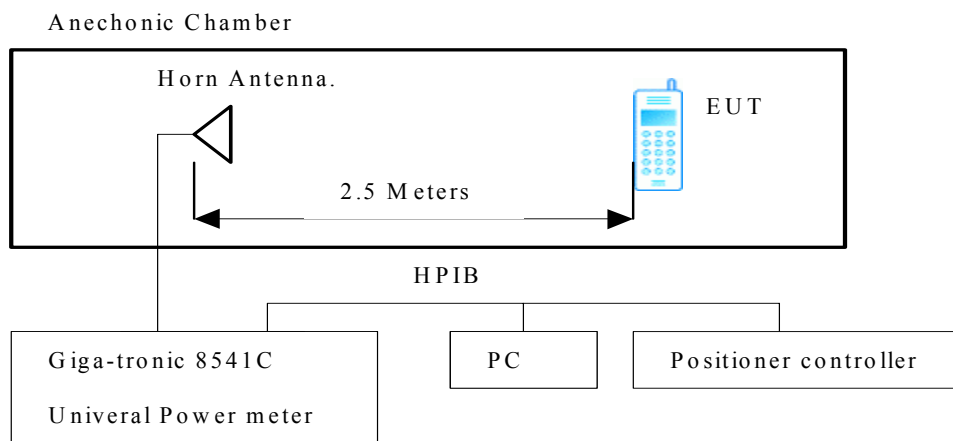 Anechonic Chamber
Horn Antenna.
EUT
2.5 Meters
HPIB
Giga-tronic 8541C
Univeral Power meter
PC
Positioner controller